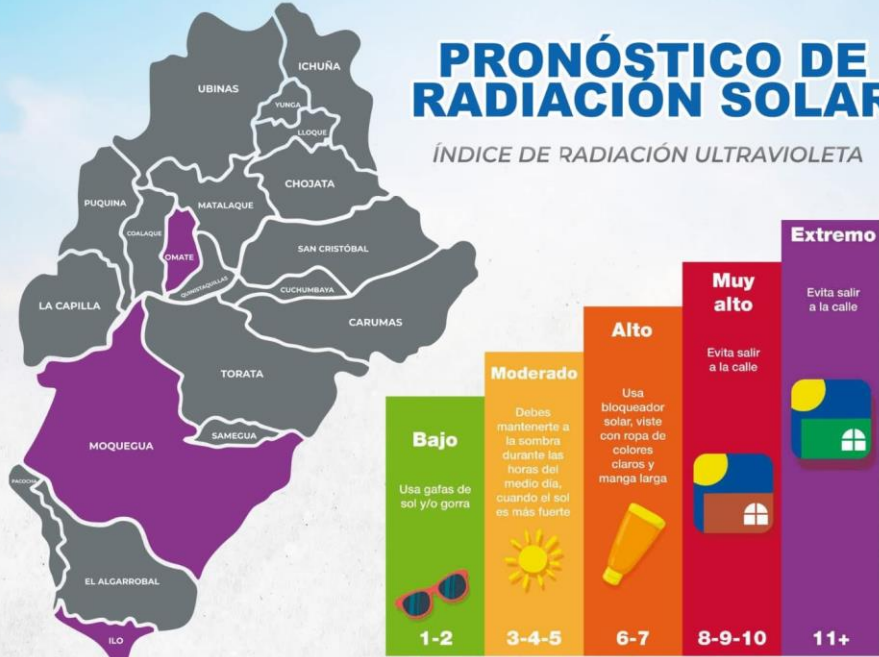 PRONÓSTICO DE
RADIACIÓN SOLAR
ÍNDICE DE RADIACIÓN ULTRAVIOLETA
ICHUÑA
UBINAS
YUNGA
LLOQUE
CHOJATA
PUQUINA
MATALAQUE
COALAQUE
OMATE
SAN CRISTÓBAL
QUINISTAQUILLAS
CUCHUMBAYA
LA CAPILLA
CARUMAS
TORATA
SAMEGUA
MOQUEGUA
PACOCHA
EL ALGARROBAL
ILO
Bajo
Usa gafas de
sol y/o gorra
1-2
Moderado
Debes
mantenerte a
la sombra
durante las
horas del
medio día,
cuando el sol
es más fuerte
3-4-5
Alto
Usa
bloqueador
solar, viste
con ropa de
colores
claros y
manga larga
6-7
Muy
alto
Evita salir
a la calle
8-9-10
Extremo
Evita salir
a la calle
11+